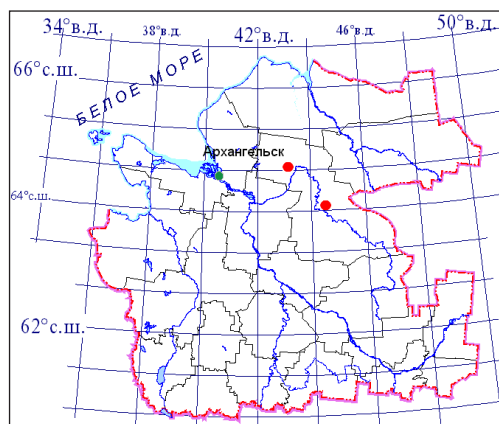 34°в.д.
38°в.д.
42°в.д.
46°в.д.
50°в.д.
66°с.ш.
БЕЛОЕ МОРЕ
Архангельск
64°с.ш.
62°с.ш.